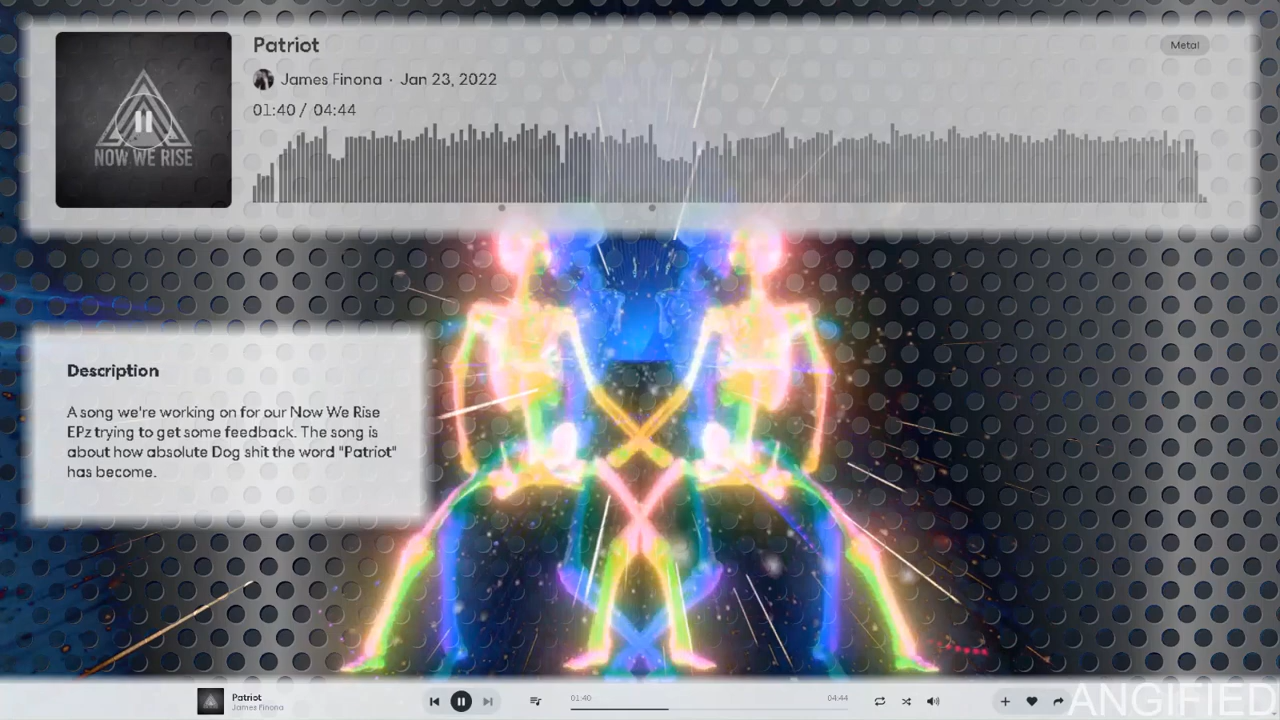 Patriot
Metal
James Finona · Jan 23, 2022
01:40 / 04:44
NOW WE RISE
Description
A song we're working on for our Now We Rise
EPz trying to get some feedback. The song is
about how absolute Dog shit the word "Patriot"
has become.
Patriot
James Finona
01:40
04:44
ANGIFIED